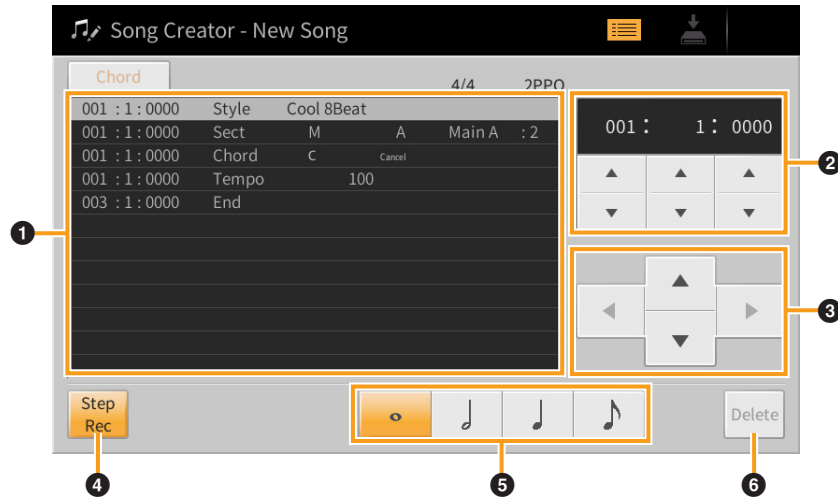 Song Creator - New Song
Chord
4/4 2PPQ
001 :1:0000 Style Cool 8Beat
001 :1:0000 Sect M A Main A :2
001 :1:0000 Chord C Cancel
001 :1:0000 Tempo 100
003 :1:0000 End
001: 1: 0000
2
1
3
Step
Rec
Delete
4
5
6